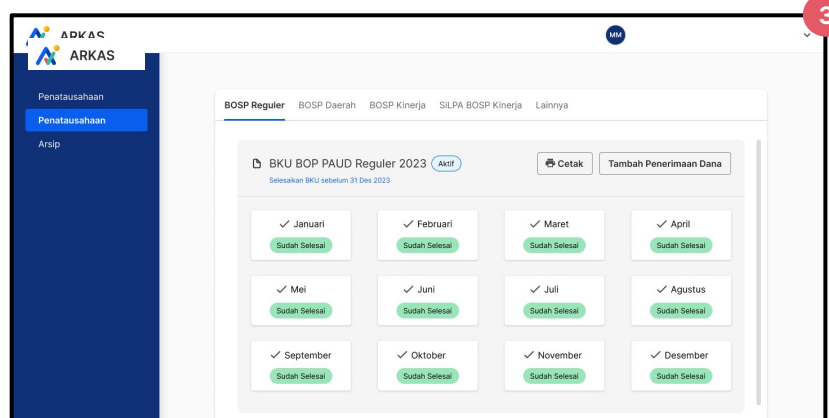 3
ARKAS
ARKAS
MM
Penatausahaan
Penatausahaan
Arsip
BOSP Reguler BOSP Daerah BOSP Kinerja SiLPA BOSP Kinerja Lainnya
BKU BOP PAUD Reguler 2023 Aktif
Cetak Tambah Penerimaan Dana
Selesaikan BKU sebelum 31 Des 2023
Januari Februari Maret April
Sudah Selesai Sudah Selesai Sudah Selesai Sudah Selesai
Mei Juni Juli Agustus
Sudah Selesai Sudah Selesai Sudah Selesai Sudah Selesai
September Oktober November Desember
Sudah Selesai Sudah Selesai Sudah Selesai Sudah Selesai